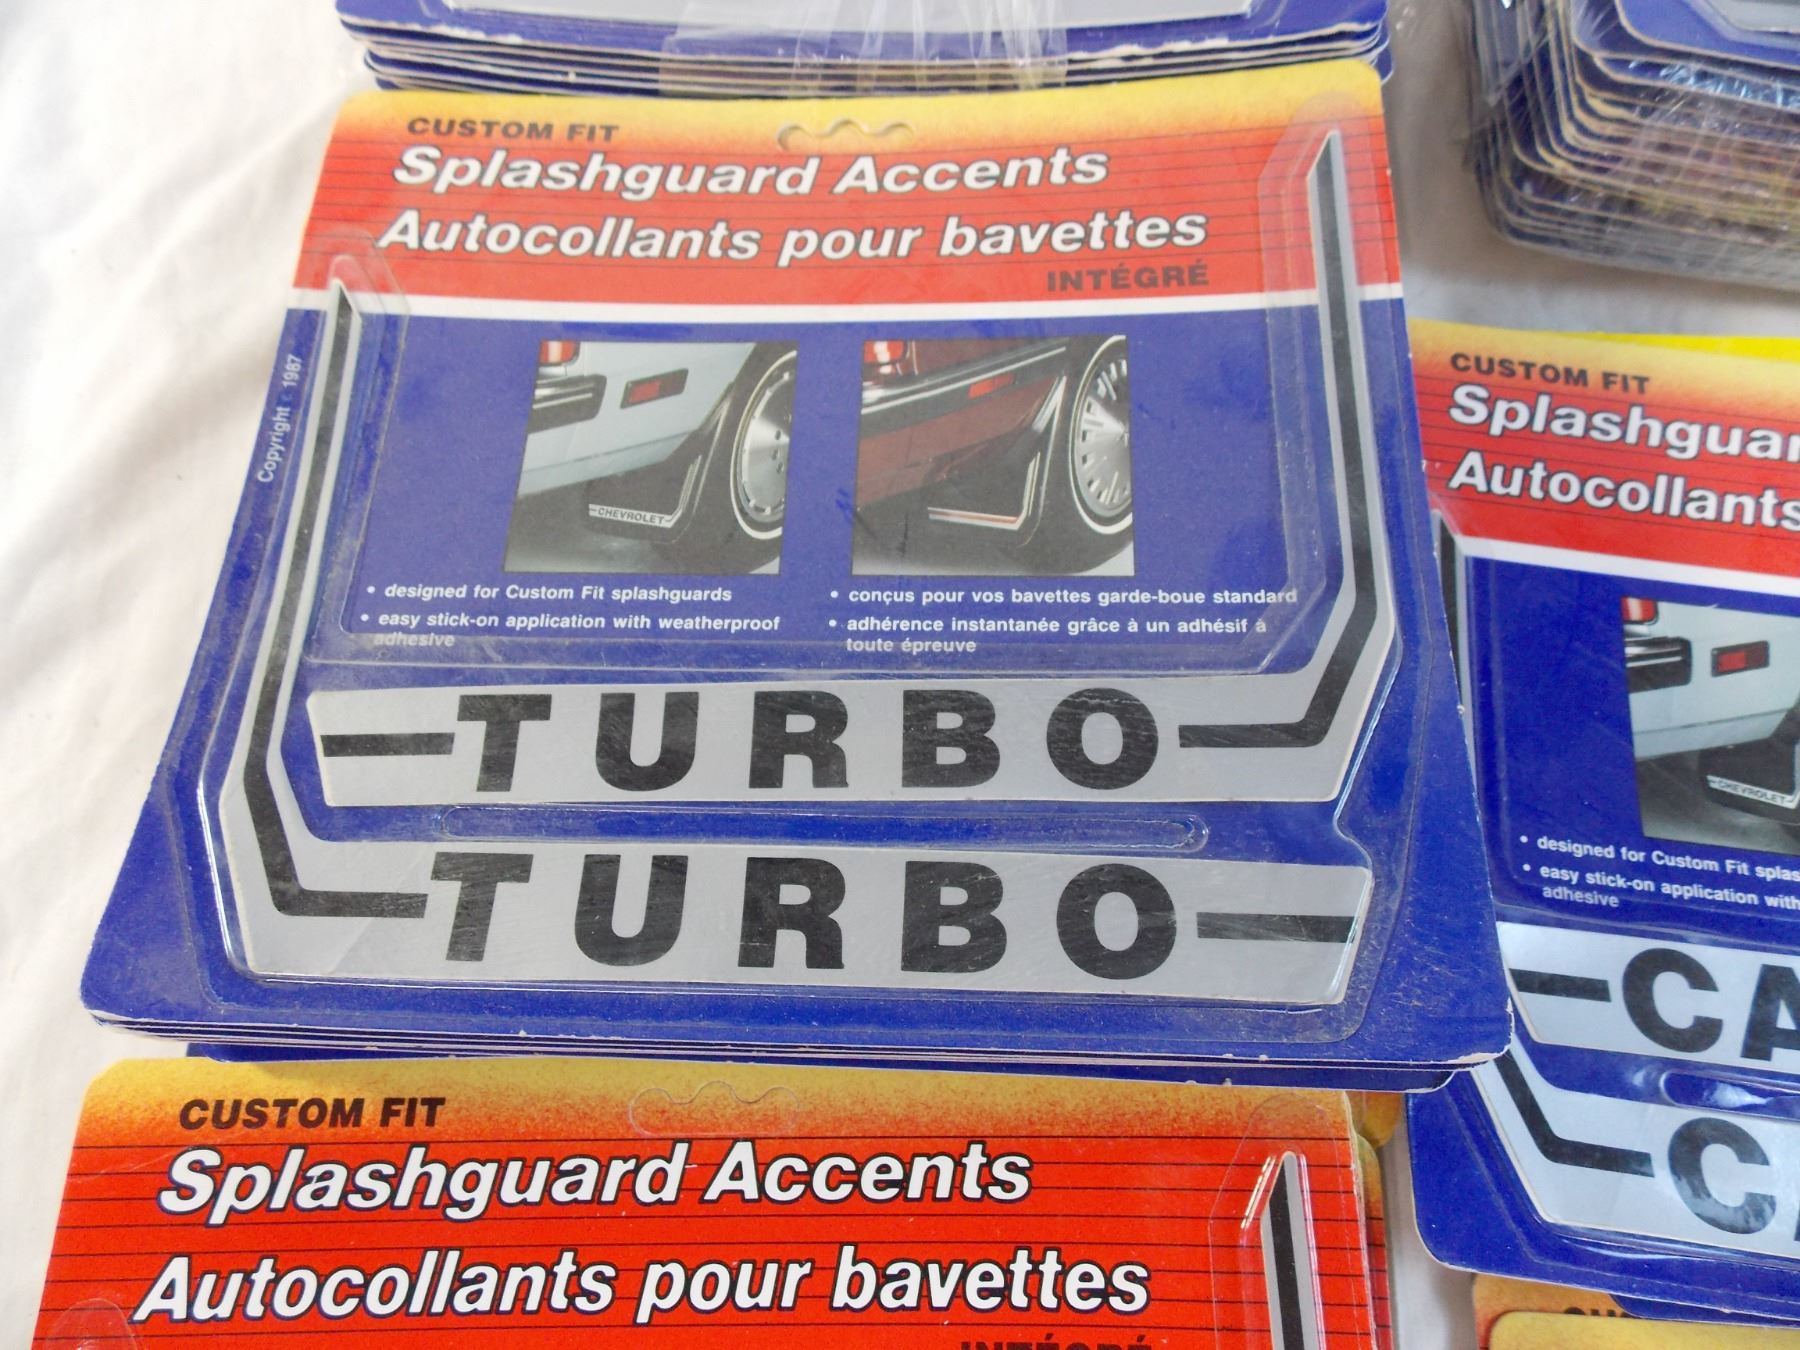 CUSTOM FIT
Splashguard Accents
Autocollants pour bavettes
INTÉGRÉ
Copyright © 1987
CHEVROLET
• designed for Custom Fit splashguards
• easy stick-on application with weatherproof
adhesive
• conçus pour vos bavettes garde-boue standard
• adhérence instantanée grâce à un adhésif à
toute épreuve
TURBO
TURBO
CUSTOM FIT
Splashguar
Autocollants
CHEVROLET
• designed for Custom Fit splas
• easy stick-on application with
adhesive
CA
CA
CUSTOM FIT
Splashguard Accents
Autocollants pour bavettes
INTÉGRÉ